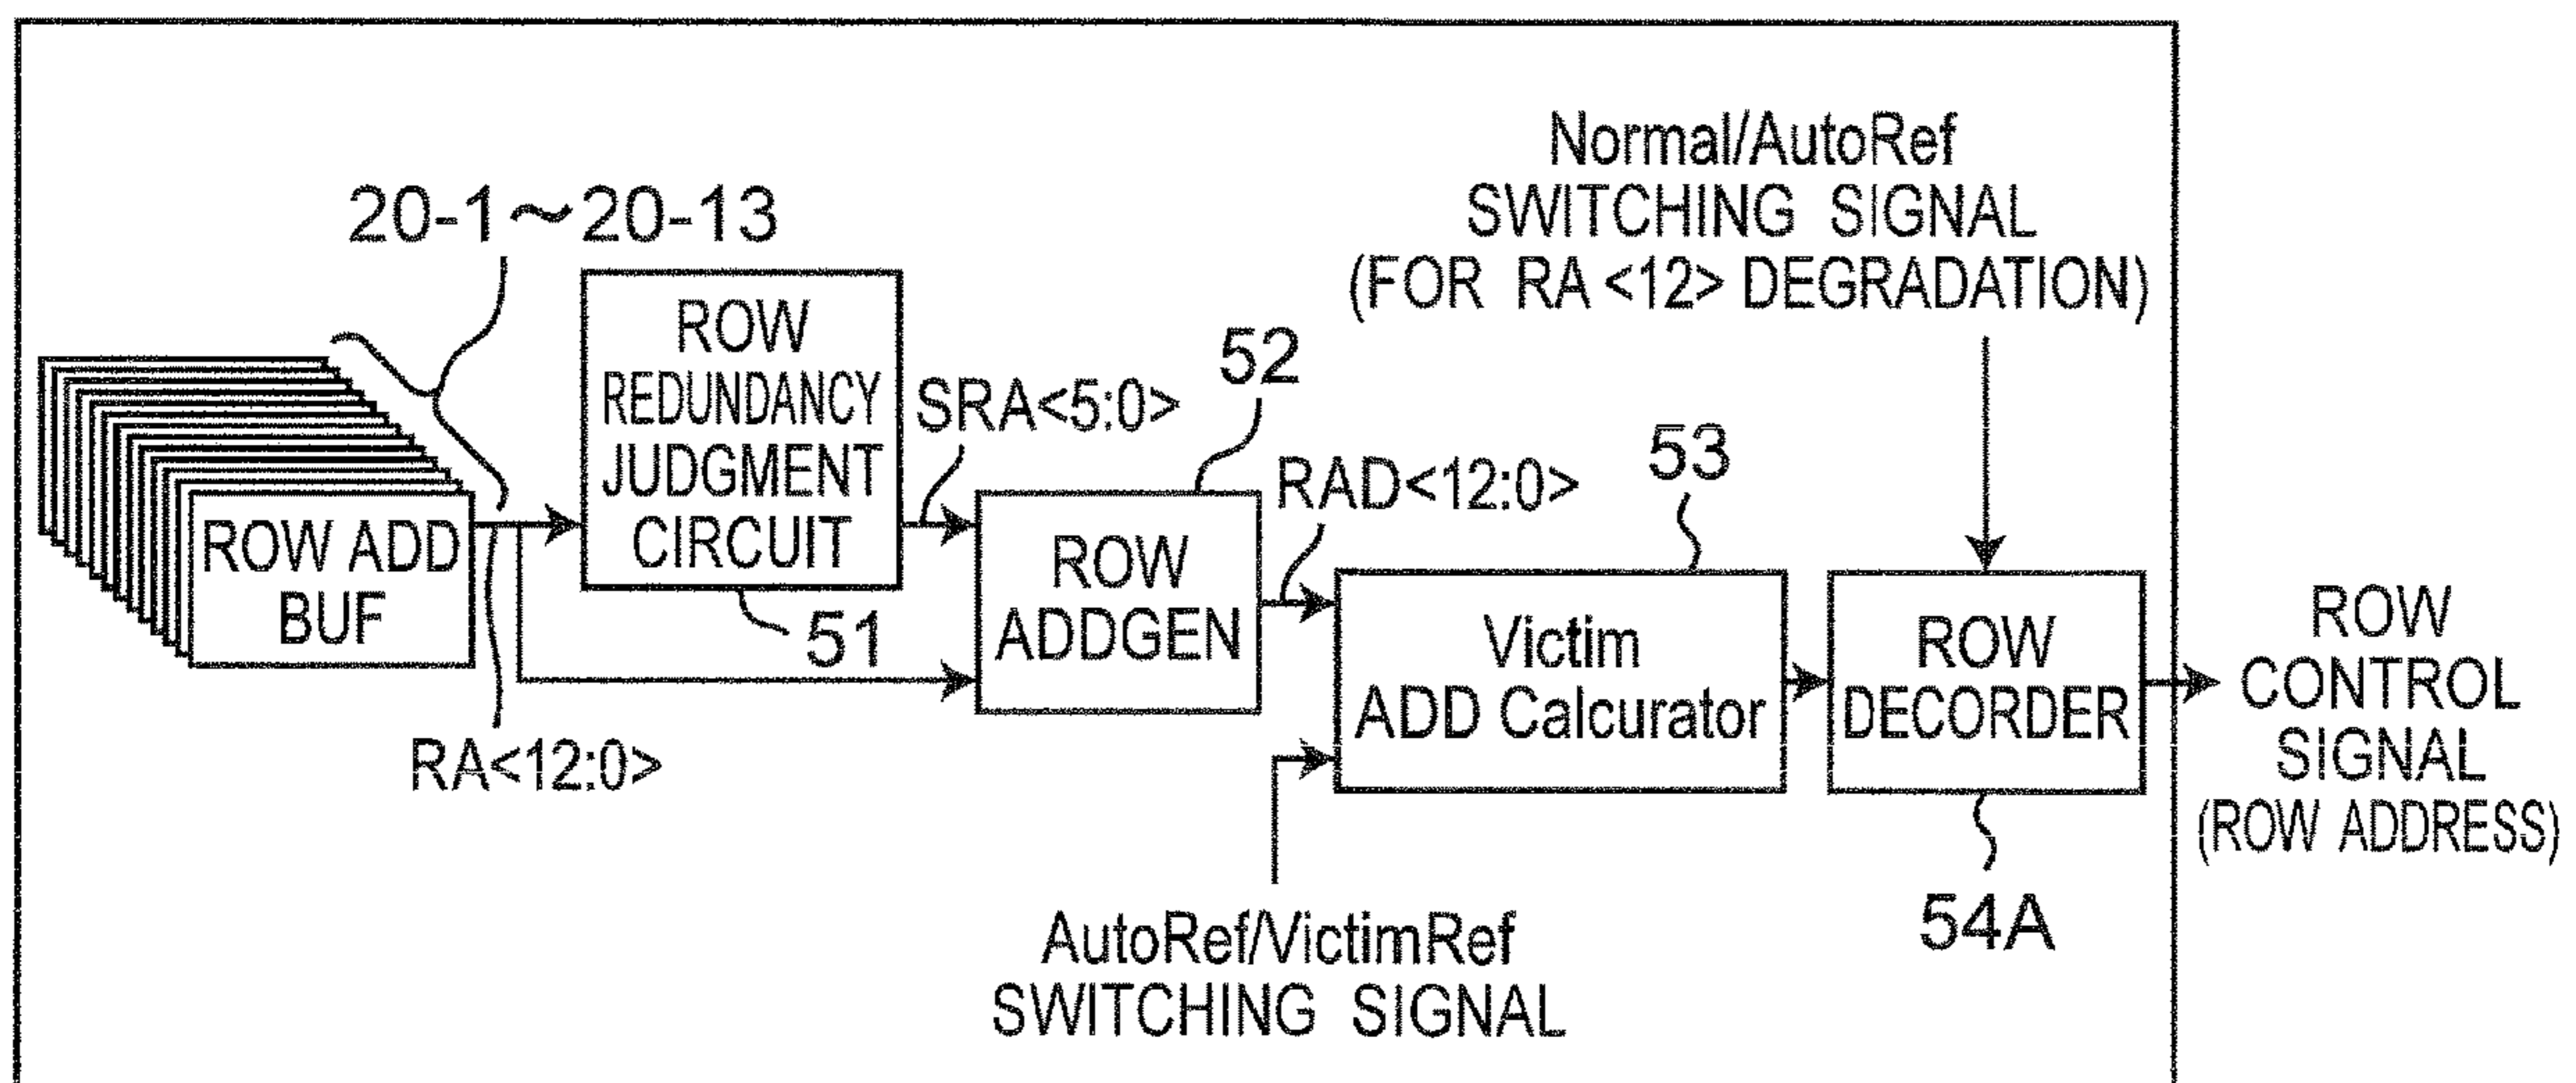 Normal/AutoRef
SWITCHING SIGNAL
(FOR RA<12> DEGRADATION)
20-1~20-13
ROW
REDUNDANCY
JUDGMENT
CIRCUIT
51
SRA<5:0>
52
ROW ADD
BUF
RA<12:0>
ROW
ADDGEN
RAD<12:0>
53
Victim
ADD Calcurator
ROW
DECORDER
54A
AutoRef/VictimRef
SWITCHING SIGNAL
ROW
CONTROL
SIGNAL
(ROW ADDRESS)